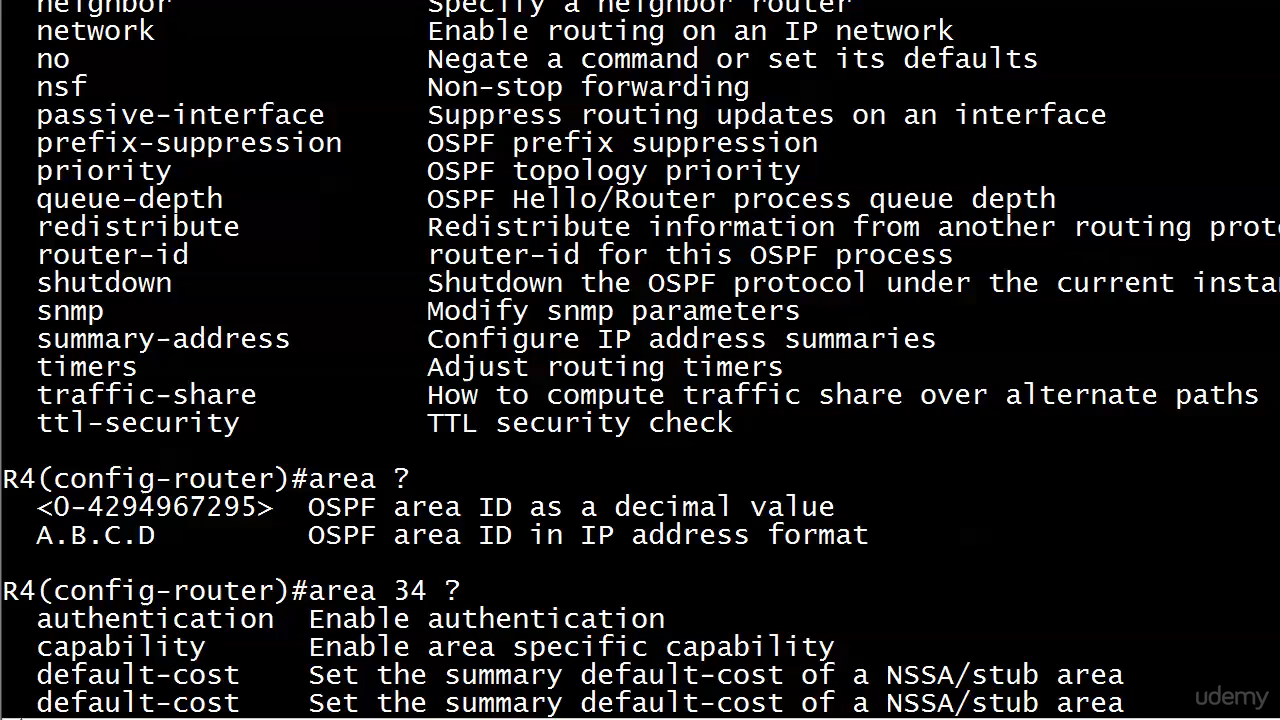 neighbor Specify a neighbor router
network Enable routing on an IP network
no Negate a command or set its defaults
nsf Non-stop forwarding
passive-interface Suppress routing updates on an interface
prefix-suppression OSPF prefix suppression
priority OSPF topology priority
queue-depth OSPF Hello/Router process queue depth
redistribute Redistribute information from another routing proto
router-id router-id for this OSPF process
shutdown Shutdown the OSPF protocol under the current insta
snmp Modify snmp parameters
summary-address Configure IP address summaries
timers Adjust routing timers
traffic-share How to compute traffic share over alternate paths
ttl-security TTL security check
R4(config-router)#area ?
<0-4294967295> OSPF area ID as a decimal value
A.B.C.D OSPF area ID in IP address format
R4(config-router)#area 34 ?
authentication Enable authentication
capability Enable area specific capability
default-cost Set the summary default-cost of a NSSA/stub area
default-cost Set the summary default-cost of a NSSA/stub area
udemy